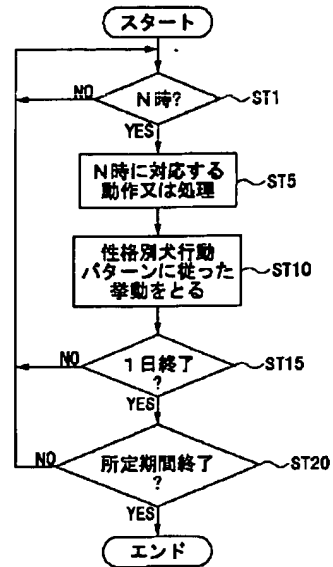 スタート
N時?
ST1
NO
YES
N時に対応する
動作又は処理
ST5
性格別犬行動
パターンに従った
挙動をとる
ST10
NO
1日終了
?
ST15
YES
NO
所定期間終了
?
ST20
YES
エンド